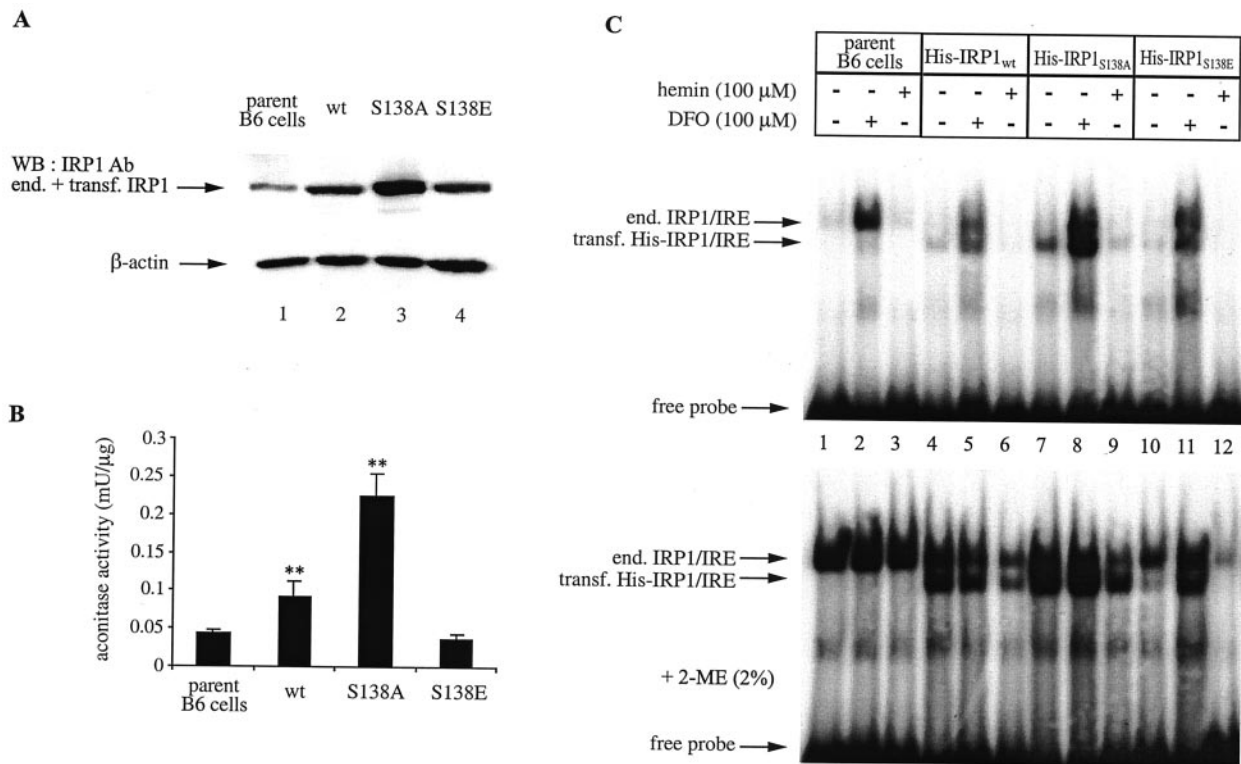 A
parent
B6 cells
wt
S138A
S138E
WB : IRP1 Ab
end. + transf. IRP1
β-actin
1 2 3 4
B
aconitase activity (mU/μg)
0.3
0.25
0.2
0.15
0.1
0.05
0
**
**
parent
B6 cells
wt
S138A
S138E
C
parent
B6 cells
His-IRP1wt
His-IRP1S138A
His-IRP1S138E
hemin (100 μM) - - + - - + - - + - - +
DFO (100 μM) - + - - + - - + - - + -
end. IRP1/IRE
transf. His-IRP1/IRE
free probe
1 2 3 4 5 6 7 8 9 10 11 12
end. IRP1/IRE
transf. His-IRP1/IRE
+ 2-ME (2%)
free probe